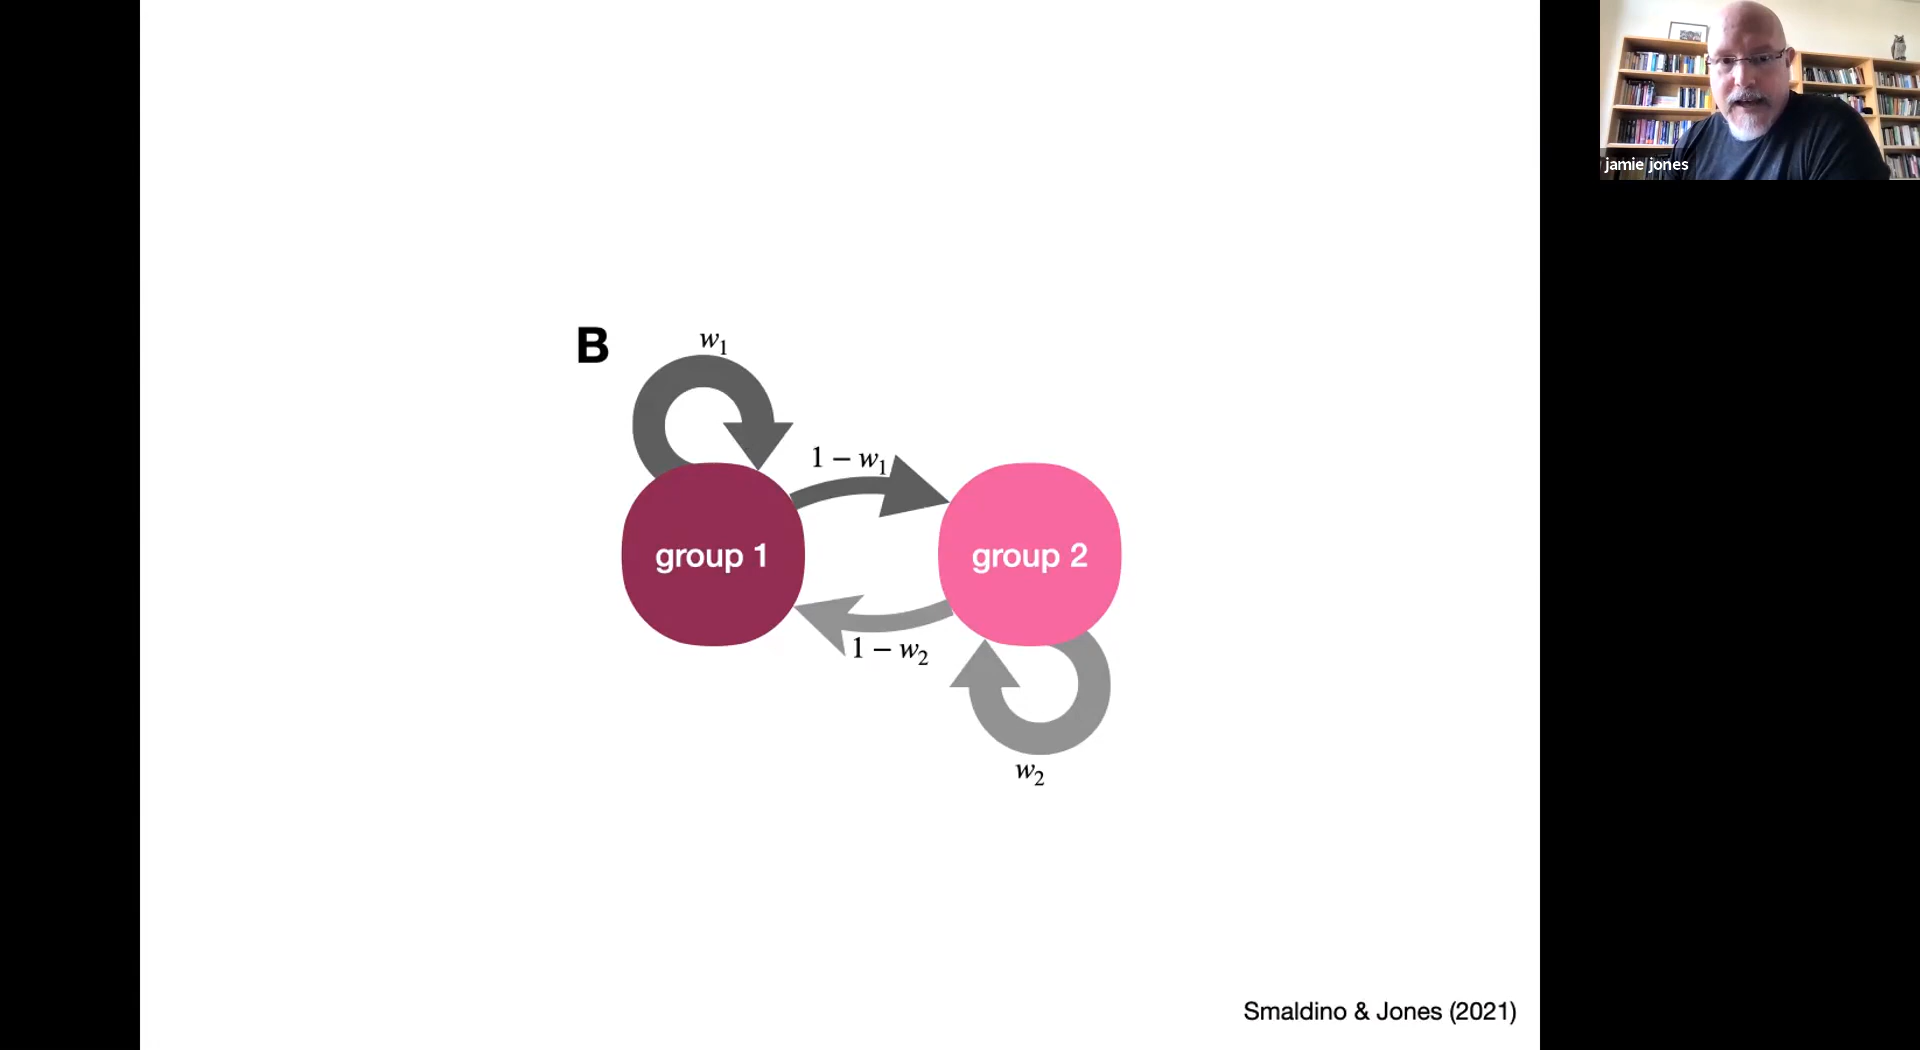 jamie jones
B
w₁
1 − w₁
group 1
group 2
1 − w₂
w₂
Smaldino & Jones (2021)